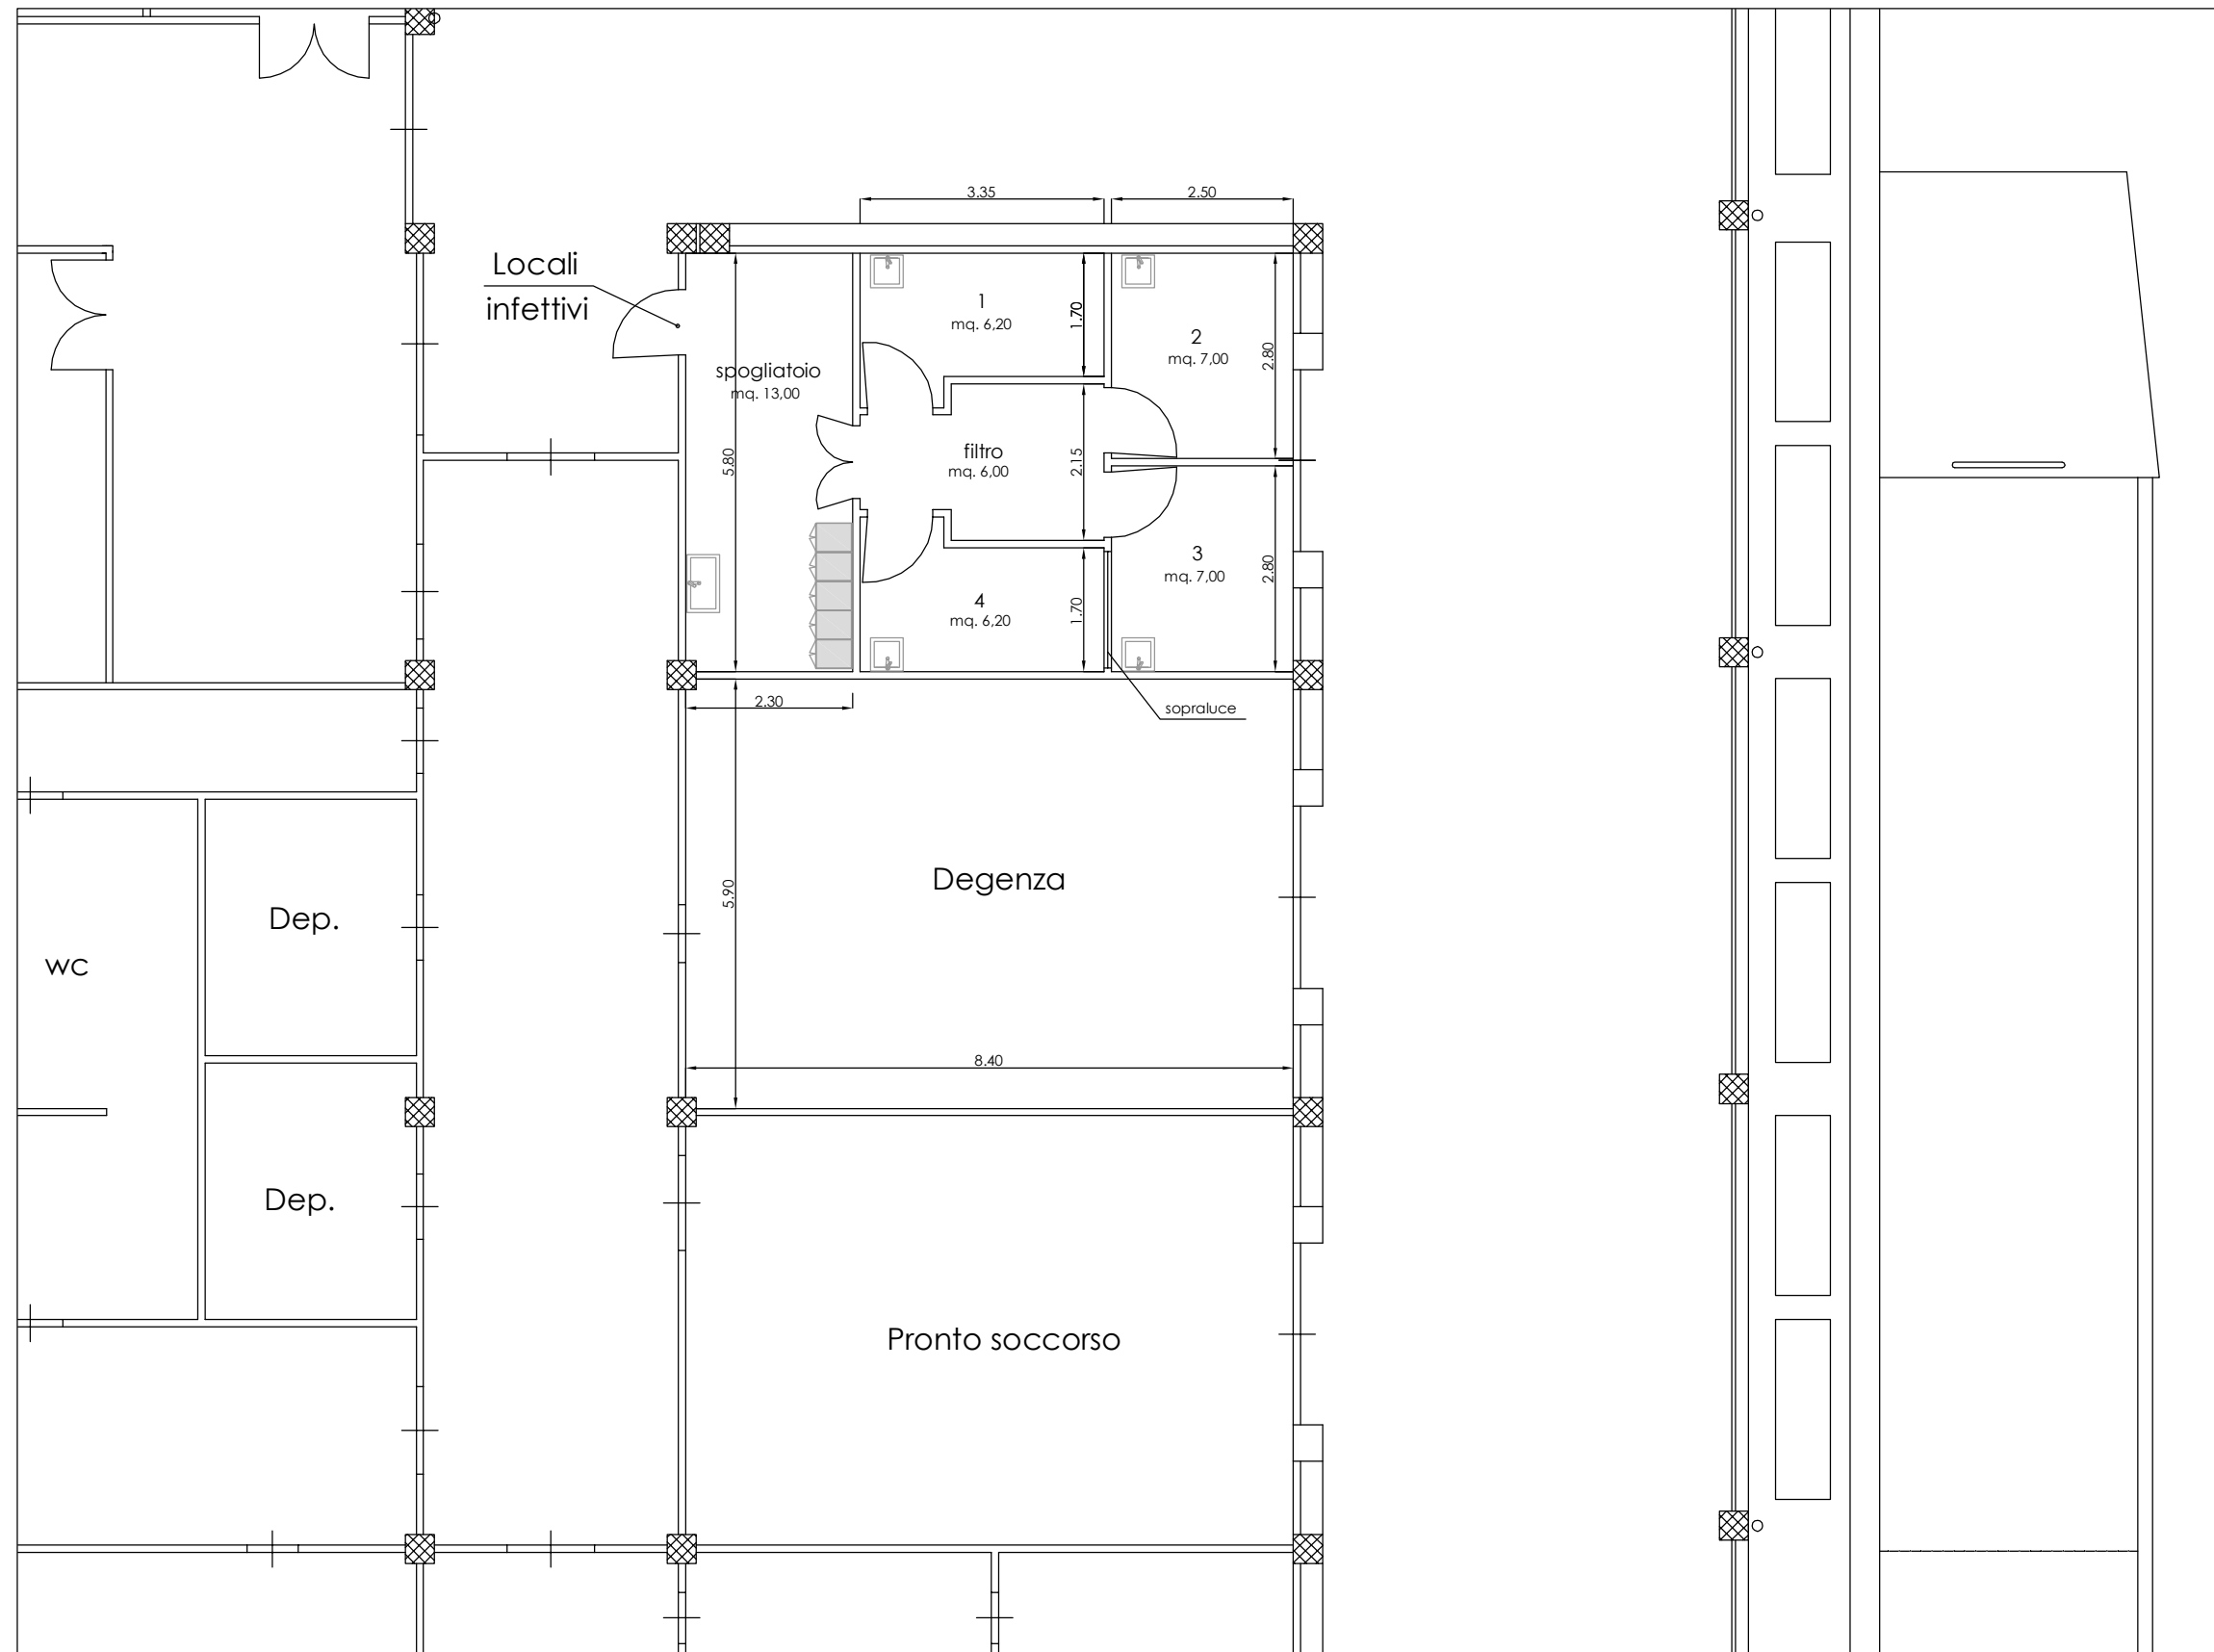 3.35
2.50
Locali
infettivi
1
mq. 6,20
1.70
2
mq. 7,00
2.80
spogliatoio
mq. 13,00
5.80
filtro
mq. 6,00
2.15
3
mq. 7,00
2.80
4
mq. 6,20
1.70
2.30
sopraluce
Degenza
5.90
Dep.
wc
8.40
Dep.
Pronto soccorso